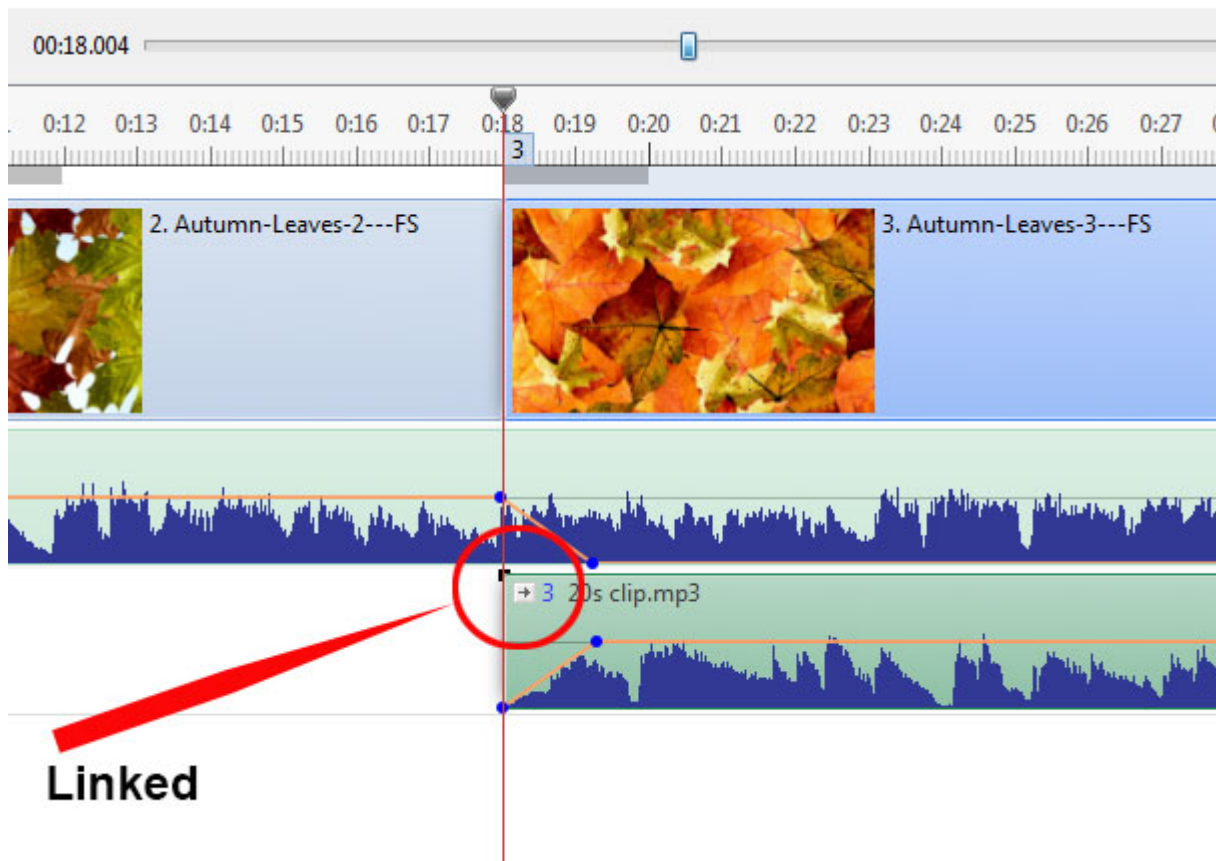 00:18.004
0:12 0:13 0:14 0:15 0:16 0:17 0:18 0:19 0:20 0:21 0:22 0:23 0:24 0:25 0:26 0:27
3
2. Autumn-Leaves-2---FS
3. Autumn-Leaves-3---FS
3 20s clip.mp3
Linked